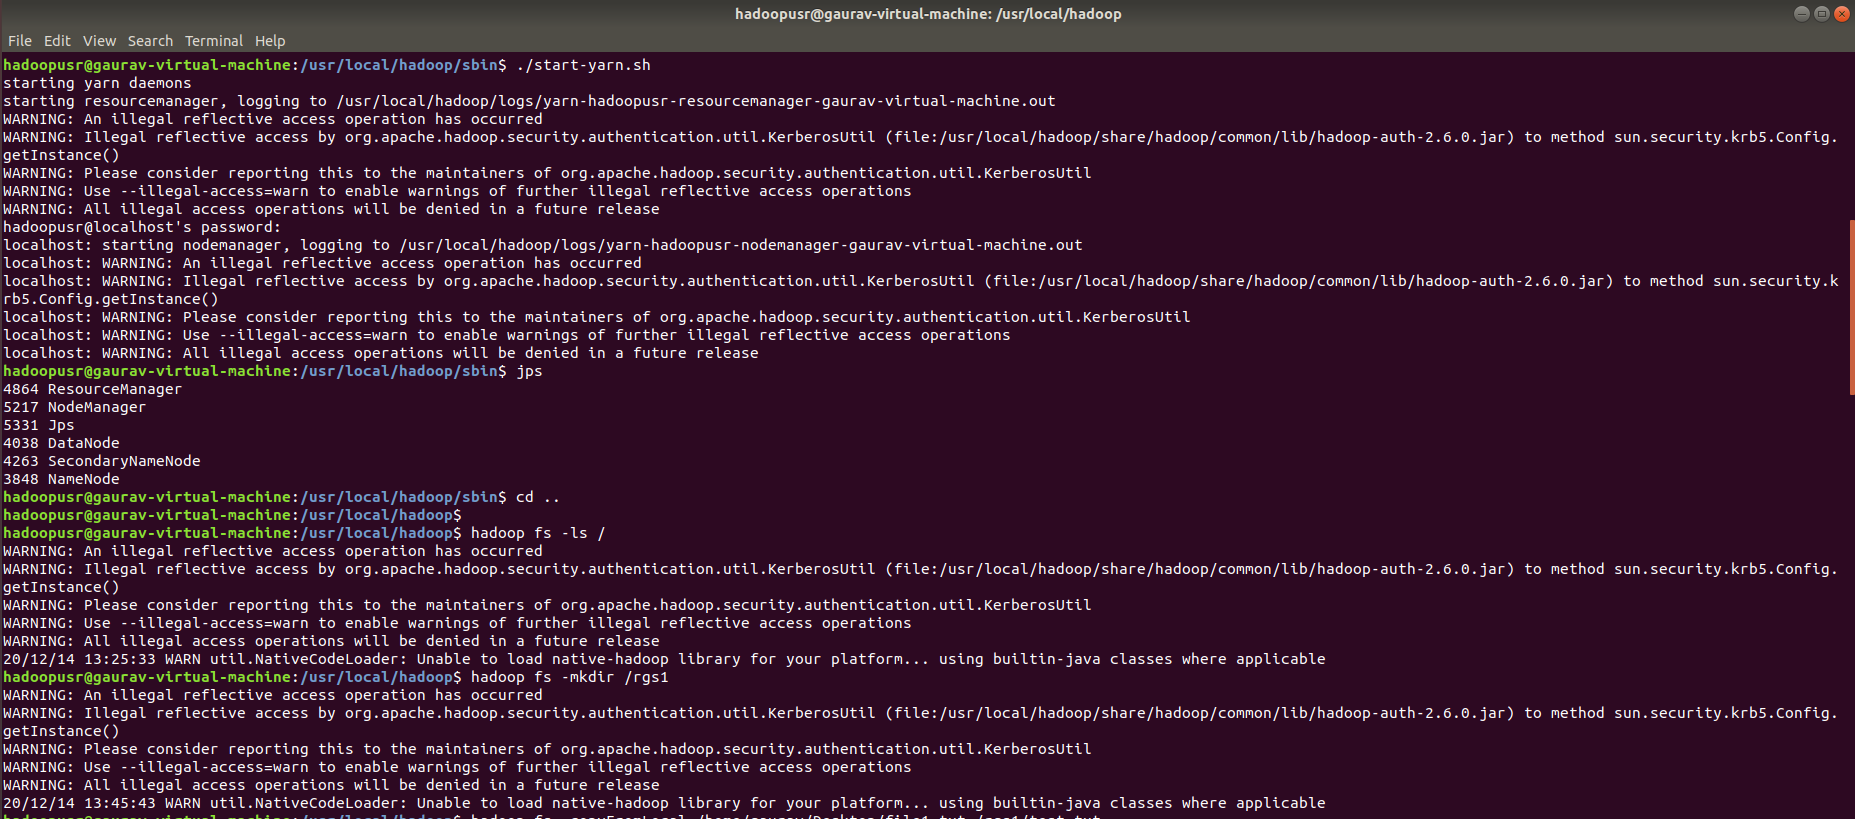 hadoopusr@gaurav-virtual-machine: /usr/local/hadoop
File Edit View Search Terminal Help
hadoopusr@gaurav-virtual-machine:/usr/local/hadoop/sbin$ ./start-yarn.sh
starting yarn daemons
starting resourcemanager, logging to /usr/local/hadoop/logs/yarn-hadoopusr-resourcemanager-gaurav-virtual-machine.out
WARNING: An illegal reflective access operation has occurred
WARNING: Illegal reflective access by org.apache.hadoop.security.authentication.util.KerberosUtil (file:/usr/local/hadoop/share/hadoop/common/lib/hadoop-auth-2.6.0.jar) to method sun.security.krb5.Config.
getInstance()
WARNING: Please consider reporting this to the maintainers of org.apache.hadoop.security.authentication.util.KerberosUtil
WARNING: Use --illegal-access=warn to enable warnings of further illegal reflective access operations
WARNING: All illegal access operations will be denied in a future release
hadoopusr@localhost's password:
localhost: starting nodemanager, logging to /usr/local/hadoop/logs/yarn-hadoopusr-nodemanager-gaurav-virtual-machine.out
localhost: WARNING: An illegal reflective access operation has occurred
localhost: WARNING: Illegal reflective access by org.apache.hadoop.security.authentication.util.KerberosUtil (file:/usr/local/hadoop/share/hadoop/common/lib/hadoop-auth-2.6.0.jar) to method sun.security.k
rb5.Config.getInstance()
localhost: WARNING: Please consider reporting this to the maintainers of org.apache.hadoop.security.authentication.util.KerberosUtil
localhost: WARNING: Use --illegal-access=warn to enable warnings of further illegal reflective access operations
localhost: WARNING: All illegal access operations will be denied in a future release
hadoopusr@gaurav-virtual-machine:/usr/local/hadoop/sbin$ jps
4864 ResourceManager
5217 NodeManager
5331 Jps
4038 DataNode
4263 SecondaryNameNode
3848 NameNode
hadoopusr@gaurav-virtual-machine:/usr/local/hadoop/sbin$ cd ..
hadoopusr@gaurav-virtual-machine:/usr/local/hadoop$
hadoopusr@gaurav-virtual-machine:/usr/local/hadoop$ hadoop fs -ls /
WARNING: An illegal reflective access operation has occurred
WARNING: Illegal reflective access by org.apache.hadoop.security.authentication.util.KerberosUtil (file:/usr/local/hadoop/share/hadoop/common/lib/hadoop-auth-2.6.0.jar) to method sun.security.krb5.Config.
getInstance()
WARNING: Please consider reporting this to the maintainers of org.apache.hadoop.security.authentication.util.KerberosUtil
WARNING: Use --illegal-access=warn to enable warnings of further illegal reflective access operations
WARNING: All illegal access operations will be denied in a future release
20/12/14 13:25:33 WARN util.NativeCodeLoader: Unable to load native-hadoop library for your platform... using builtin-java classes where applicable
hadoopusr@gaurav-virtual-machine:/usr/local/hadoop$ hadoop fs -mkdir /rgs1
WARNING: An illegal reflective access operation has occurred
WARNING: Illegal reflective access by org.apache.hadoop.security.authentication.util.KerberosUtil (file:/usr/local/hadoop/share/hadoop/common/lib/hadoop-auth-2.6.0.jar) to method sun.security.krb5.Config.
getInstance()
WARNING: Please consider reporting this to the maintainers of org.apache.hadoop.security.authentication.util.KerberosUtil
WARNING: Use --illegal-access=warn to enable warnings of further illegal reflective access operations
WARNING: All illegal access operations will be denied in a future release
20/12/14 13:45:43 WARN util.NativeCodeLoader: Unable to load native-hadoop library for your platform... using builtin-java classes where applicable